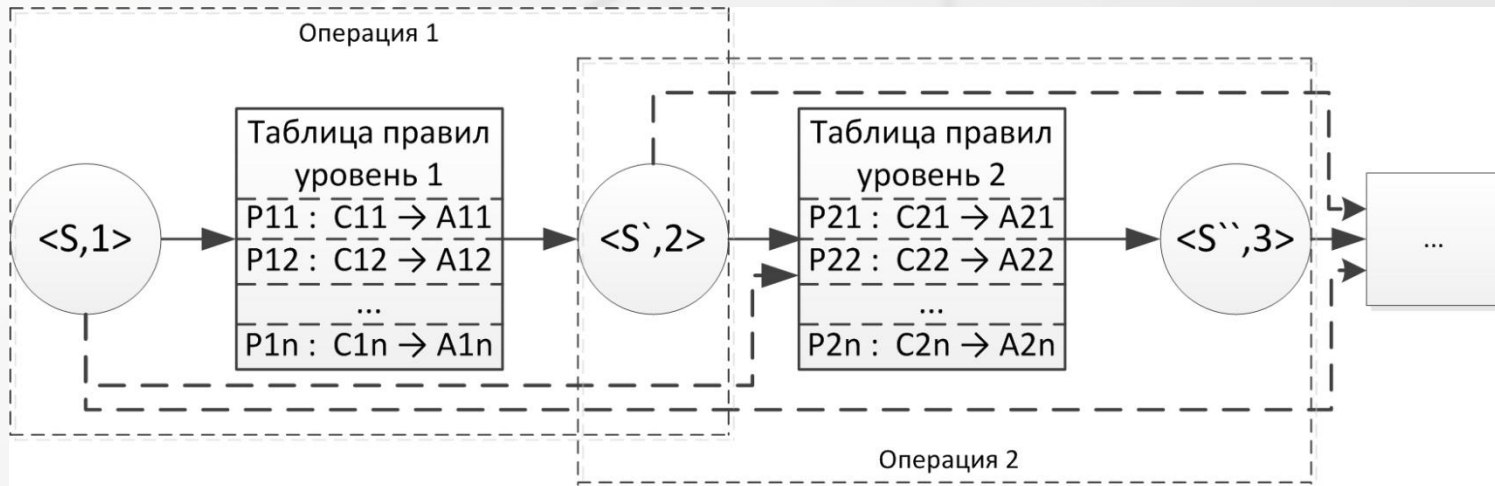 Операция 1
<S,1>
Таблица правил
уровень 1
P11 : C11 → A11
P12 : C12 → A12
...
P1n : C1n → A1n
<S`,2>
Таблица правил
уровень 2
P21 : C21 → A21
P22 : C22 → A22
...
P2n : C2n → A2n
<S``,3>
...
Операция 2